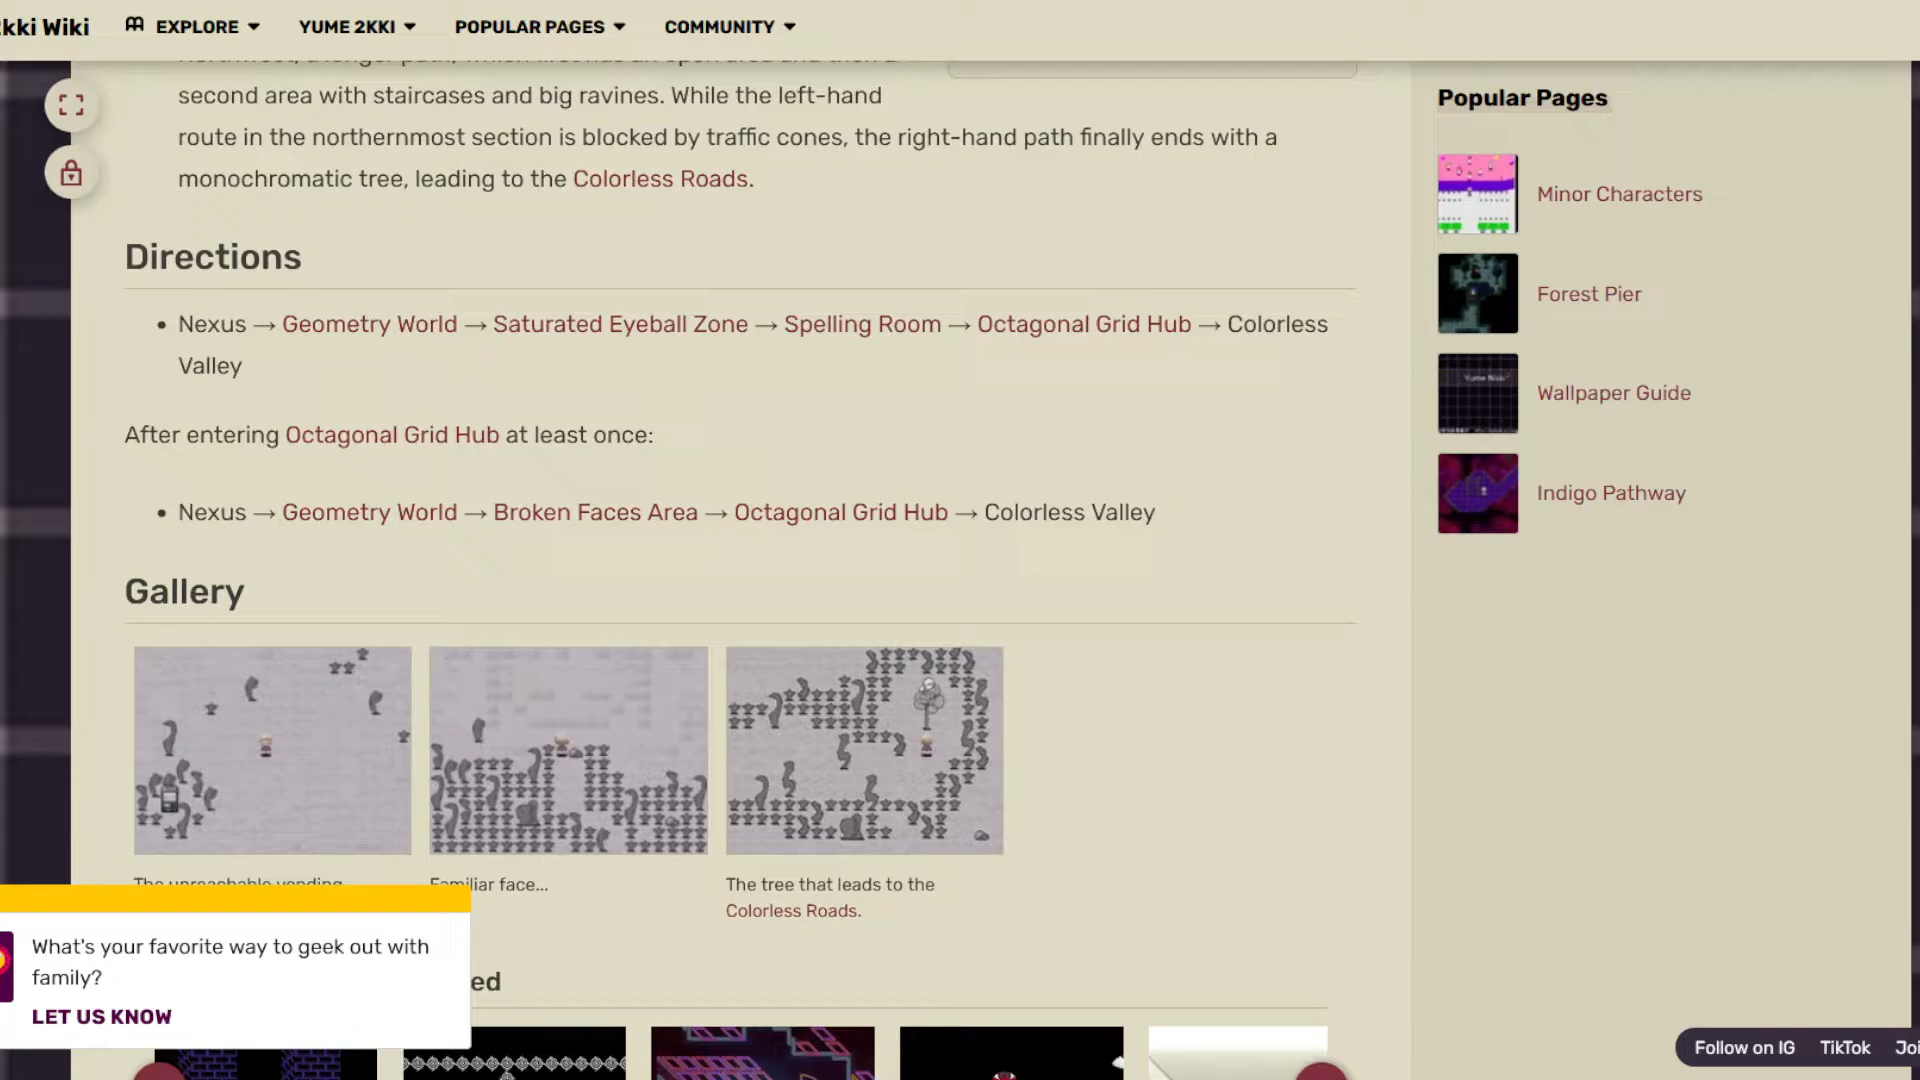 kki Wiki
EXPLORE
YUME 2KKI
POPULAR PAGES
COMMUNITY
second area with staircases and big ravines. While the left-hand
route in the northernmost section is blocked by traffic cones, the right-hand path finally ends with a
monochromatic tree, leading to the Colorless Roads.
Directions
Nexus → Geometry World → Saturated Eyeball Zone → Spelling Room → Octagonal Grid Hub → Colorless
Valley
After entering Octagonal Grid Hub at least once:
Nexus → Geometry World → Broken Faces Area → Octagonal Grid Hub → Colorless Valley
Gallery
The unreachable vending
Familiar face...
The tree that leads to the
Colorless Roads.
What's your favorite way to geek out with
family?
LET US KNOW
ed
Popular Pages
Minor Characters
Forest Pier
Wallpaper Guide
Indigo Pathway
Follow on IG
TikTok
Joi